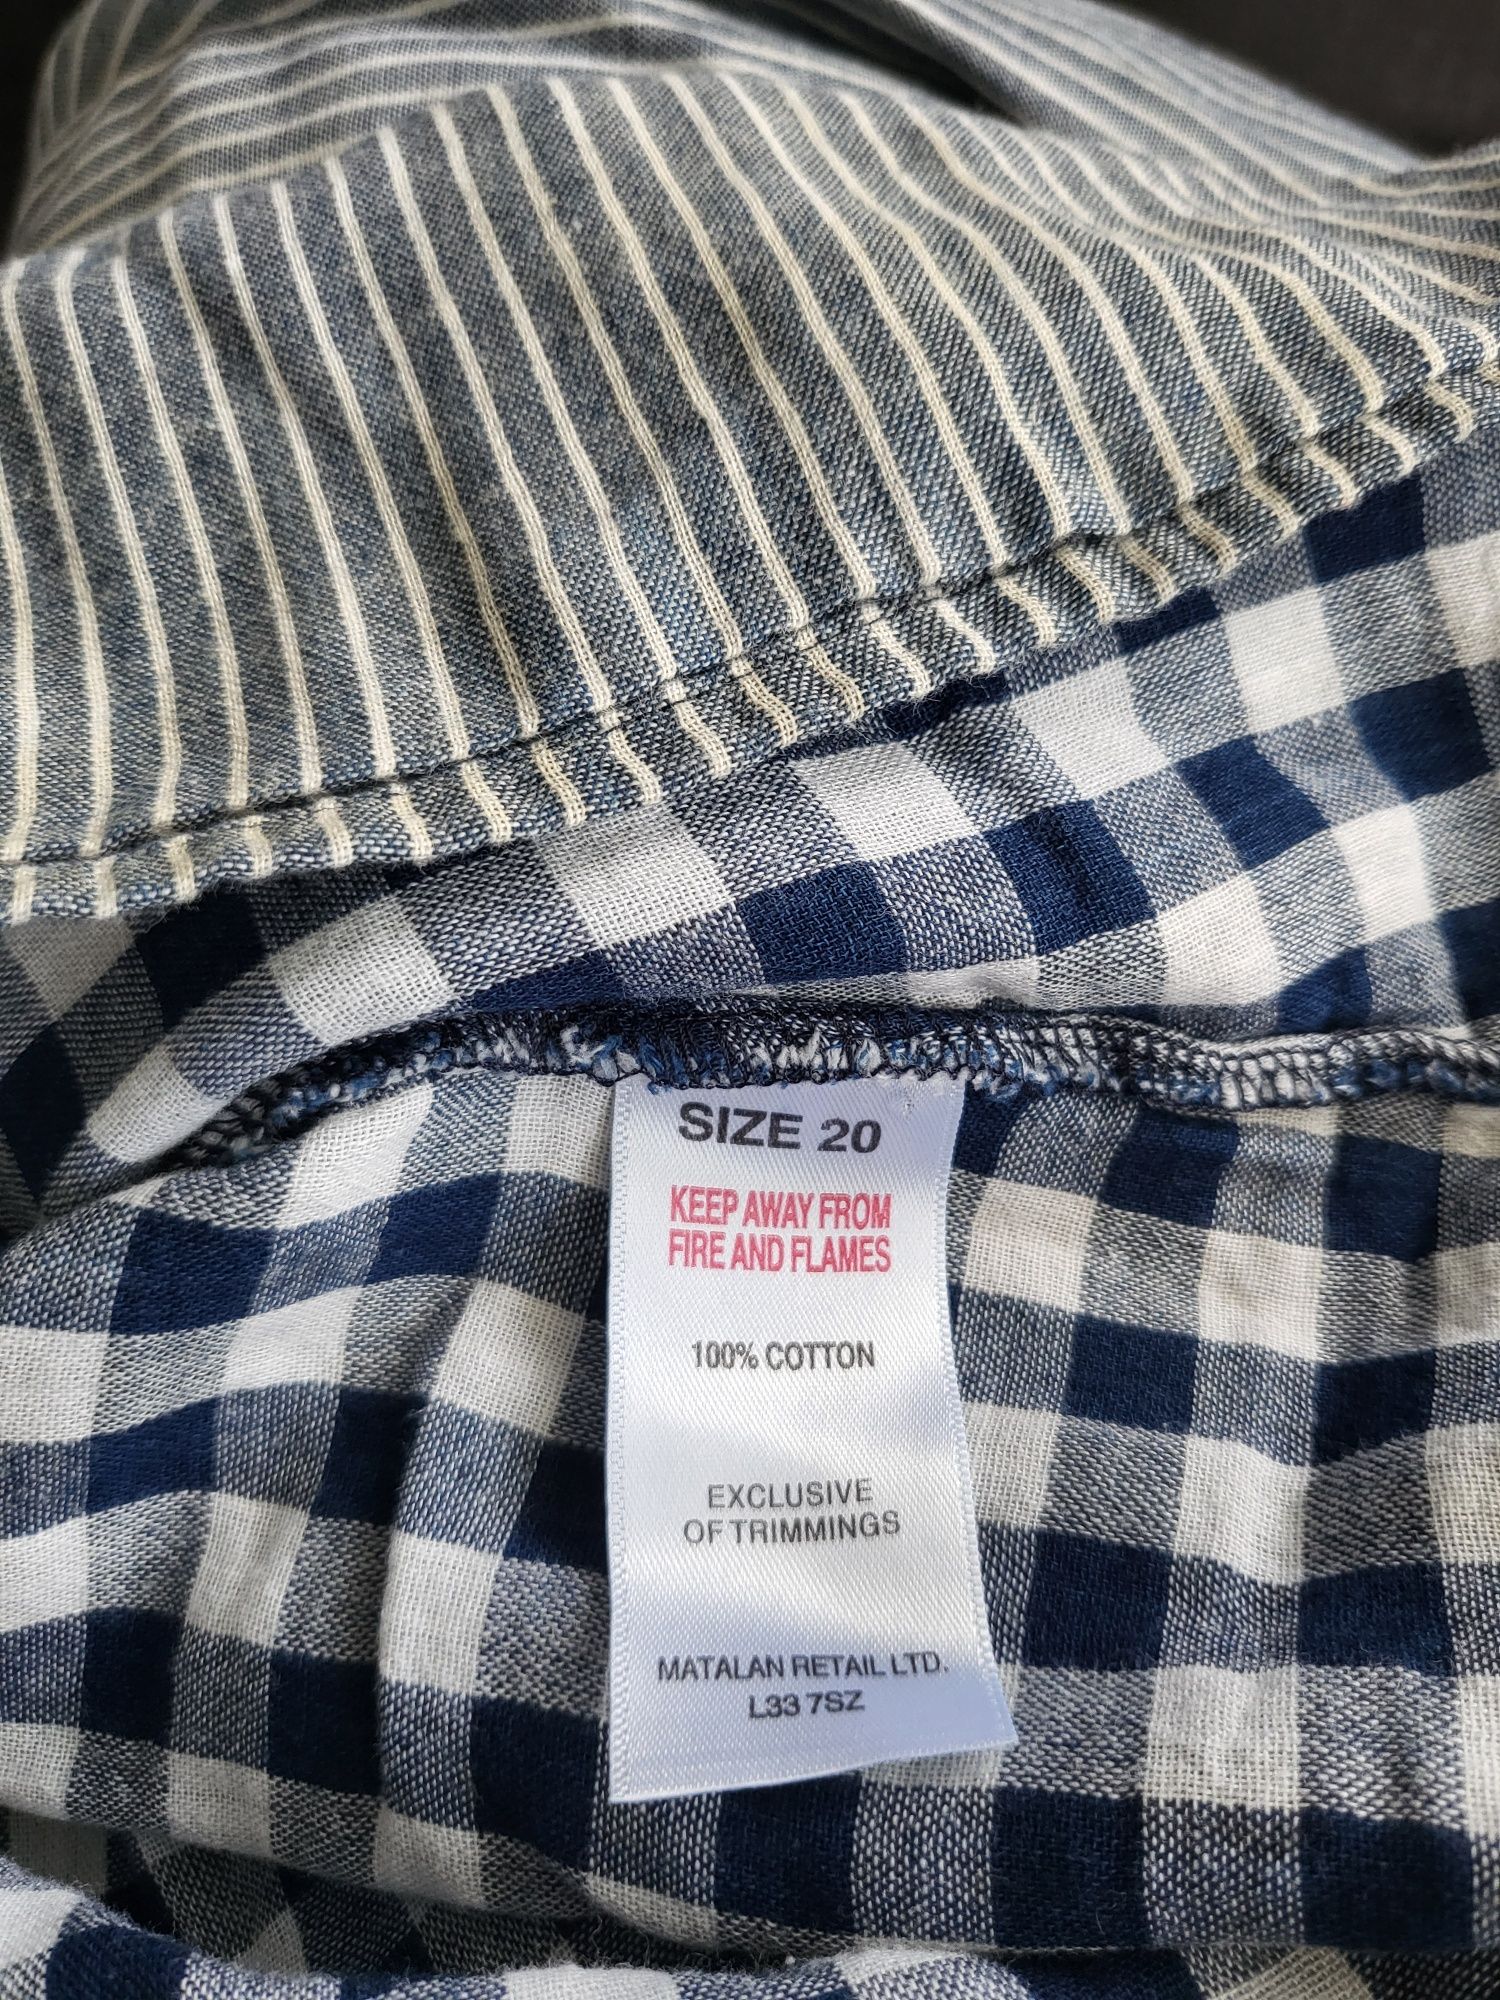 SIZE 20
KEEP AWAY FROM
FIRE AND FLAMES
100% COTTON
EXCLUSIVE
OF TRIMMINGS
MATALAN RETAIL LTD.
L33 7SZ